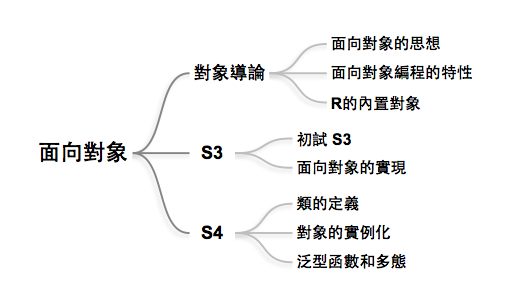 面向對象
對象導論
面向對象的思想
面向對象編程的特性
R的內置對象
S3
初試 S3
面向對象的實現
S4
類的定義
對象的實例化
泛型函數和多態